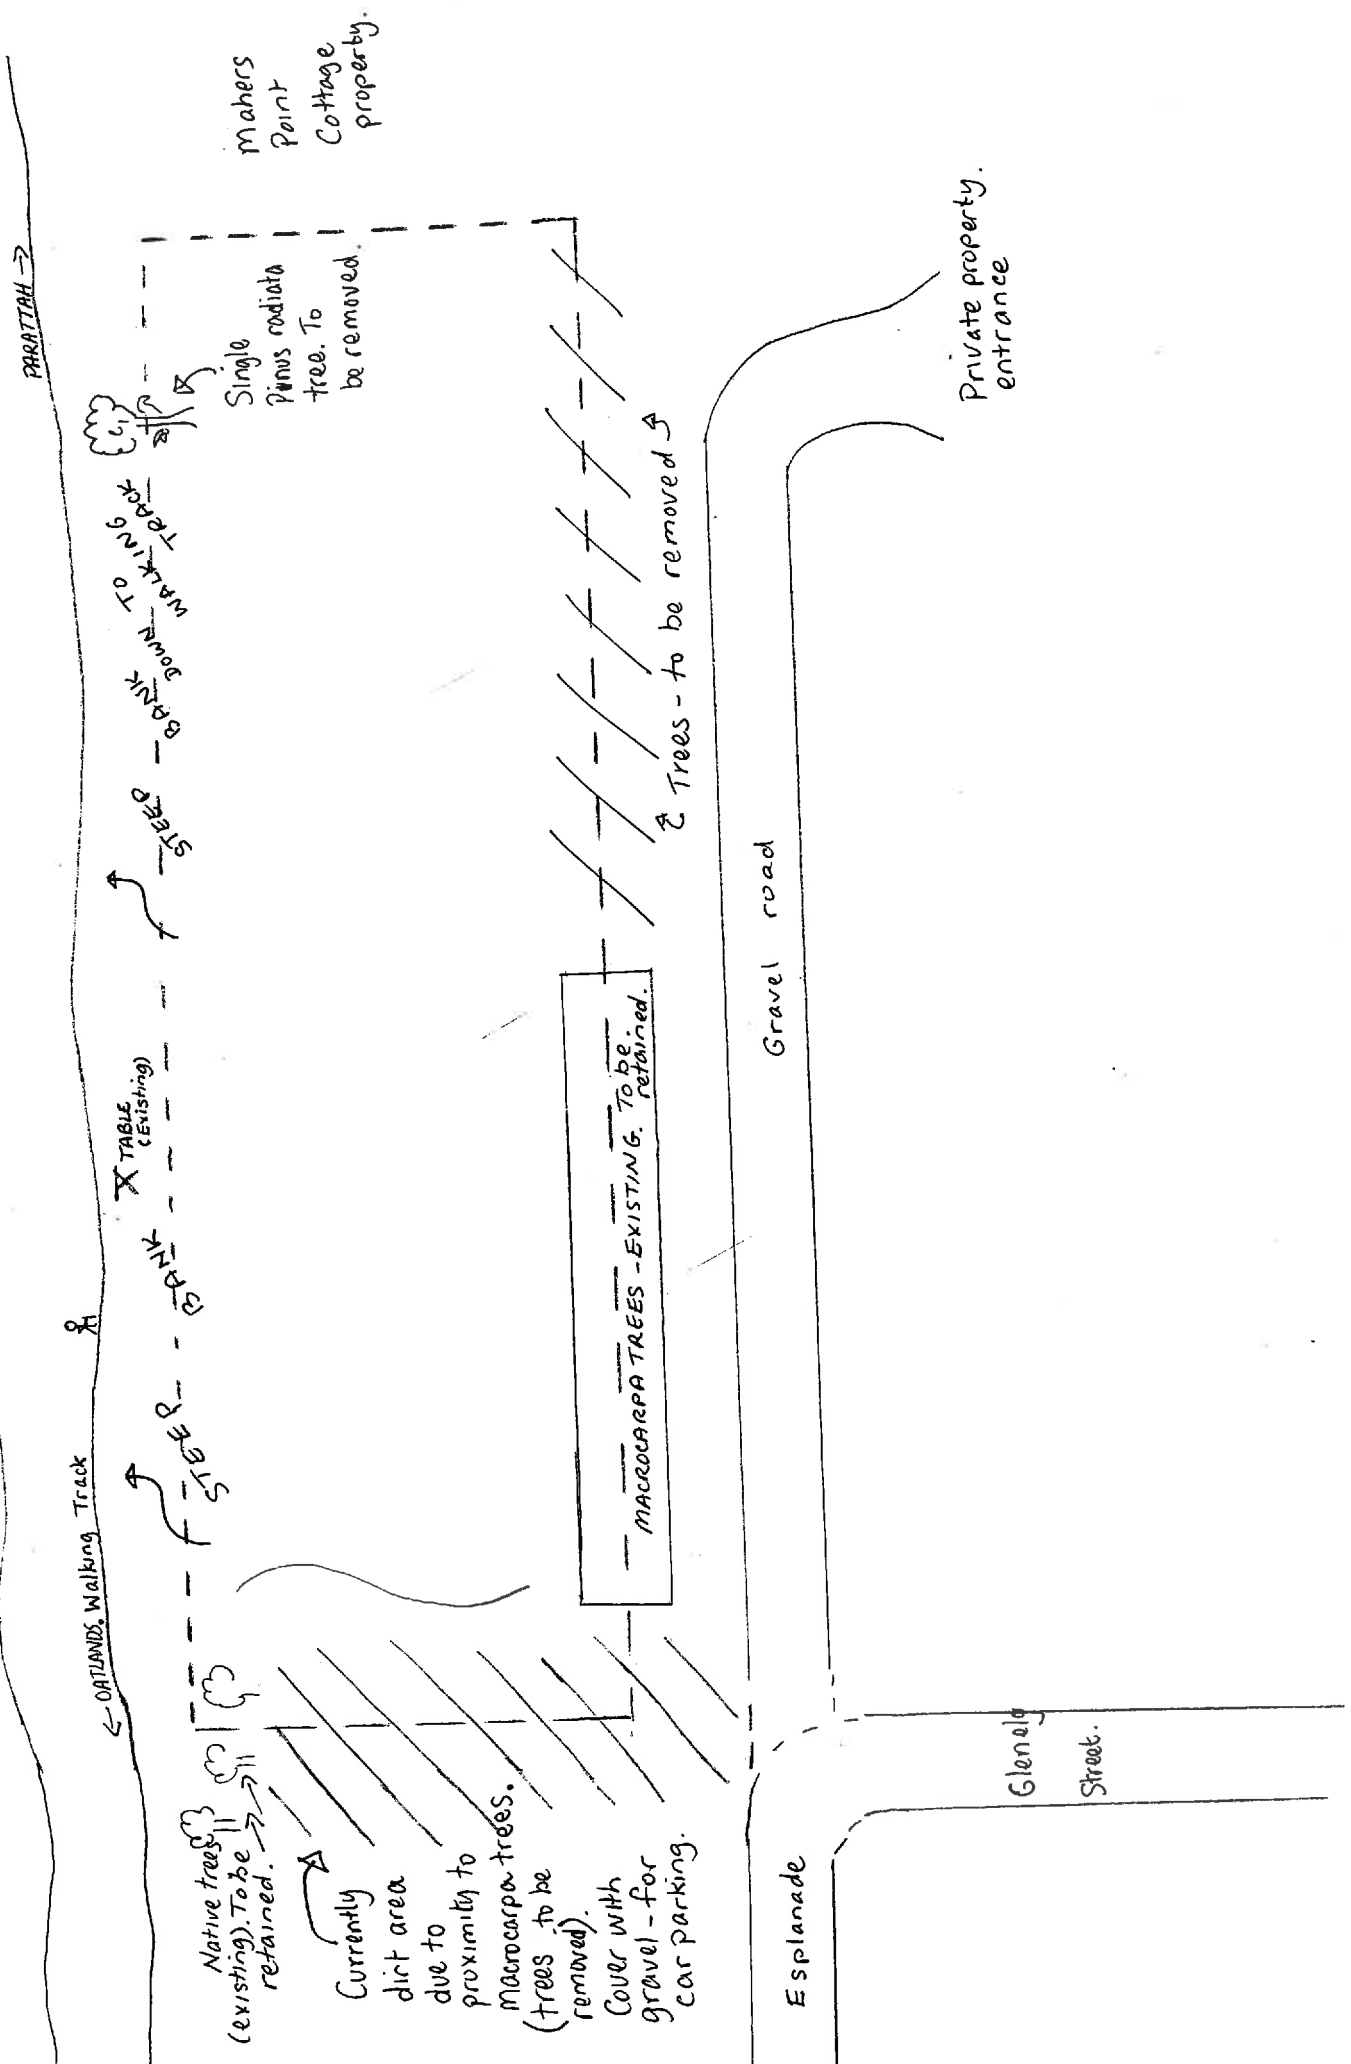 ← OATLANDS. Walking Track
PARATTAH →
Native trees
(existing). To be
retained. →
STEEP BANK
X TABLE
(Existing)
STEEP BANK DOWN TO
WALKING TRACK
Single
Pinus radiata
tree. To
be removed.
Mahers
Point
Cottage
property.
Currently
dirt area
due to
proximity to
macrocarpa trees.
(trees to be
removed).
Cover with
gravel - for
car parking.
MACROCARPA TREES - EXISTING. To be.
retained.
Trees - to be removed
Esplanade
Gravel road
Private property.
entrance
Glenelg
Street.